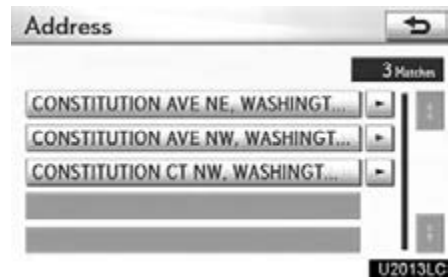 Address
3 Matches
CONSTITUTION AVE NE, WASHINGT...
CONSTITUTION AVE NW, WASHINGT...
CONSTITUTION CT NW, WASHINGT...
U2013LC